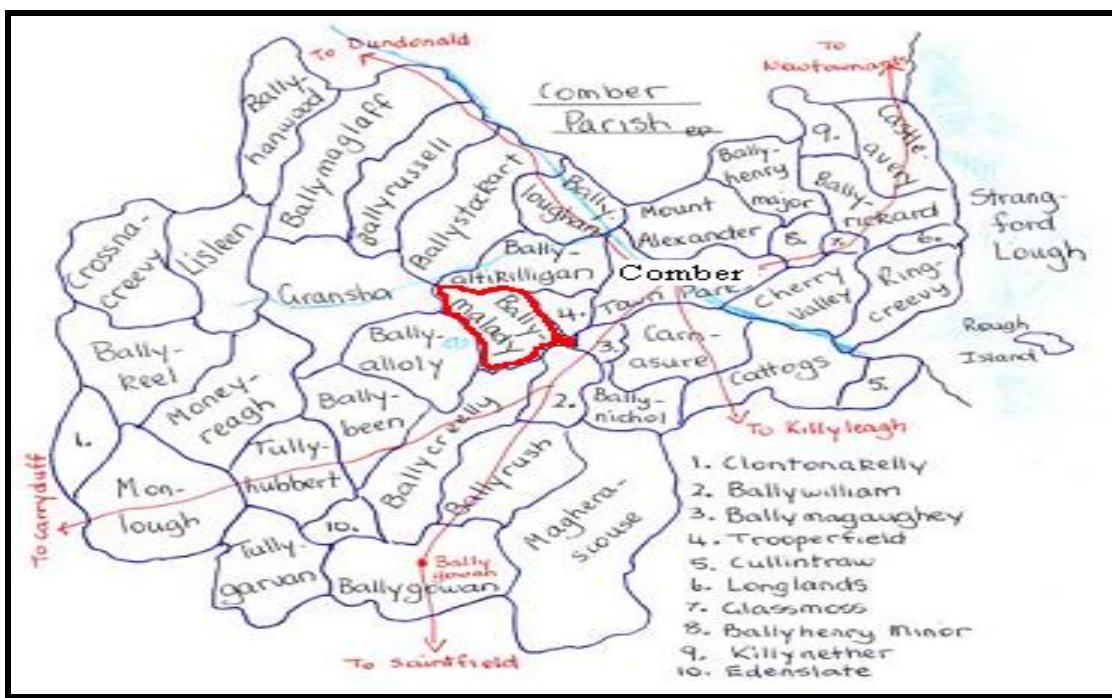 To Dundonald
To
Newtownards
Comber
Parish
Bally-
hanwood
Ballymaglaff
Ballyrussell
Ballystockart
Bally-
loughan
Mount
Alexander
Bally-
henry
major
9.
Castle-
avery
Bally-
rickard
8.
7.
6.
Strang-
ford
Lough
Crossna-
creevy
Lisleen
Gransha
Bally-
altikilligan
Comber
Town Park
Cherry
Valley
Ring-
creevy
Rough
Island
Bally-
malady
4.
3.
Carn-
asure
Cattogs
5.
Bally-
keel
Bally-
alloly
Money-
reagh
Bally-
been
Ballycreelly
2.
Bally-
nichol
To Killyleagh
1.
Mon-
lough
Tully-
hubbert
Ballyrush
Maghera-
scouse
To Carryduff
10.
Tully-
garvan
Bally
gowan
Ballygowan
To Saintfield
1. Clontonakelly
2. Ballywilliam
3. Ballymagaughey
4. Trooperfield
5. Cullintraw
6. Longlands
7. Glassmoss
8. Ballyhenry Minor
9. Killynether
10. Edenslate